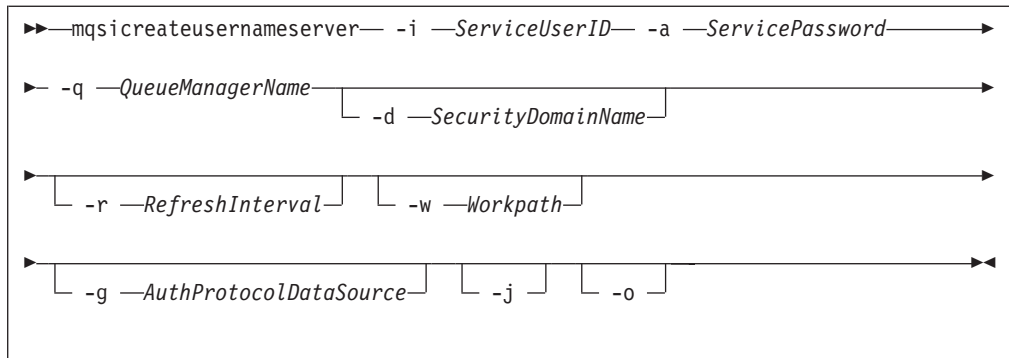 mqsicreateusernameserver -i ServiceUserID -a ServicePassword
-q QueueManagerName
-d SecurityDomainName
-r RefreshInterval -w Workpath
-g AuthProtocolDataSource -j -o